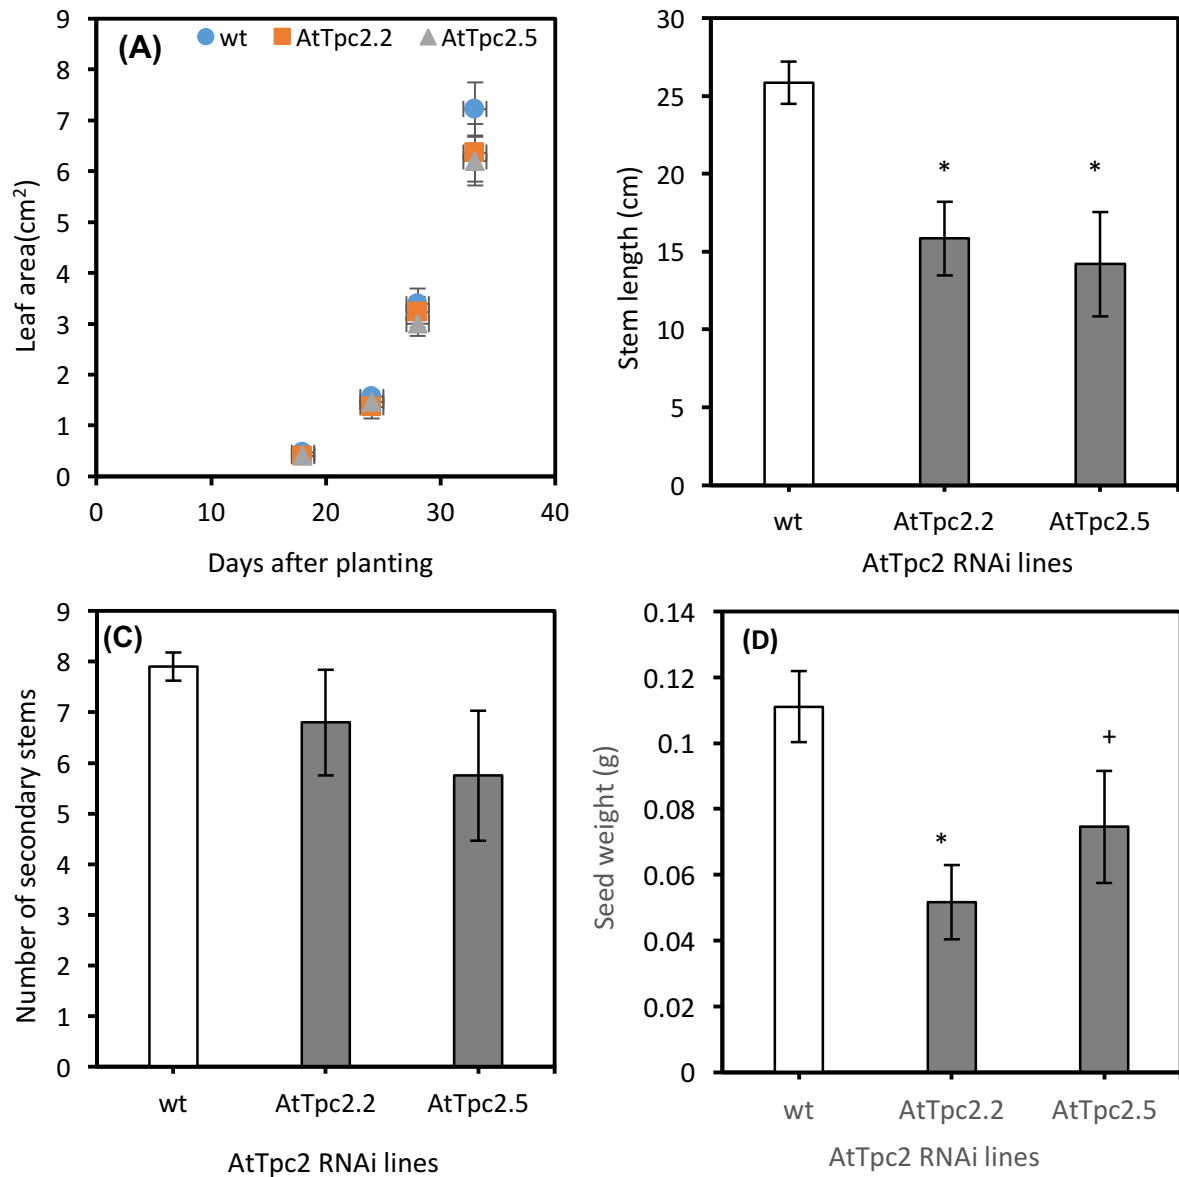 (A)
wt AtTpc2.2 AtTpc2.5
9
8
7
6
5
4
3
2
1
0
Leaf area(cm²)
0 10 20 30 40
Days after planting
30
25
20
15
10
5
0
Stem length (cm)
* *
wt AtTpc2.2 AtTpc2.5
AtTpc2 RNAi lines
(C)
9
8
7
6
5
4
3
2
1
0
Number of secondary stems
wt AtTpc2.2 AtTpc2.5
AtTpc2 RNAi lines
(D)
0.14
0.12
0.1
0.08
0.06
0.04
0.02
0
Seed weight (g)
* +
wt AtTpc2.2 AtTpc2.5
AtTpc2 RNAi lines